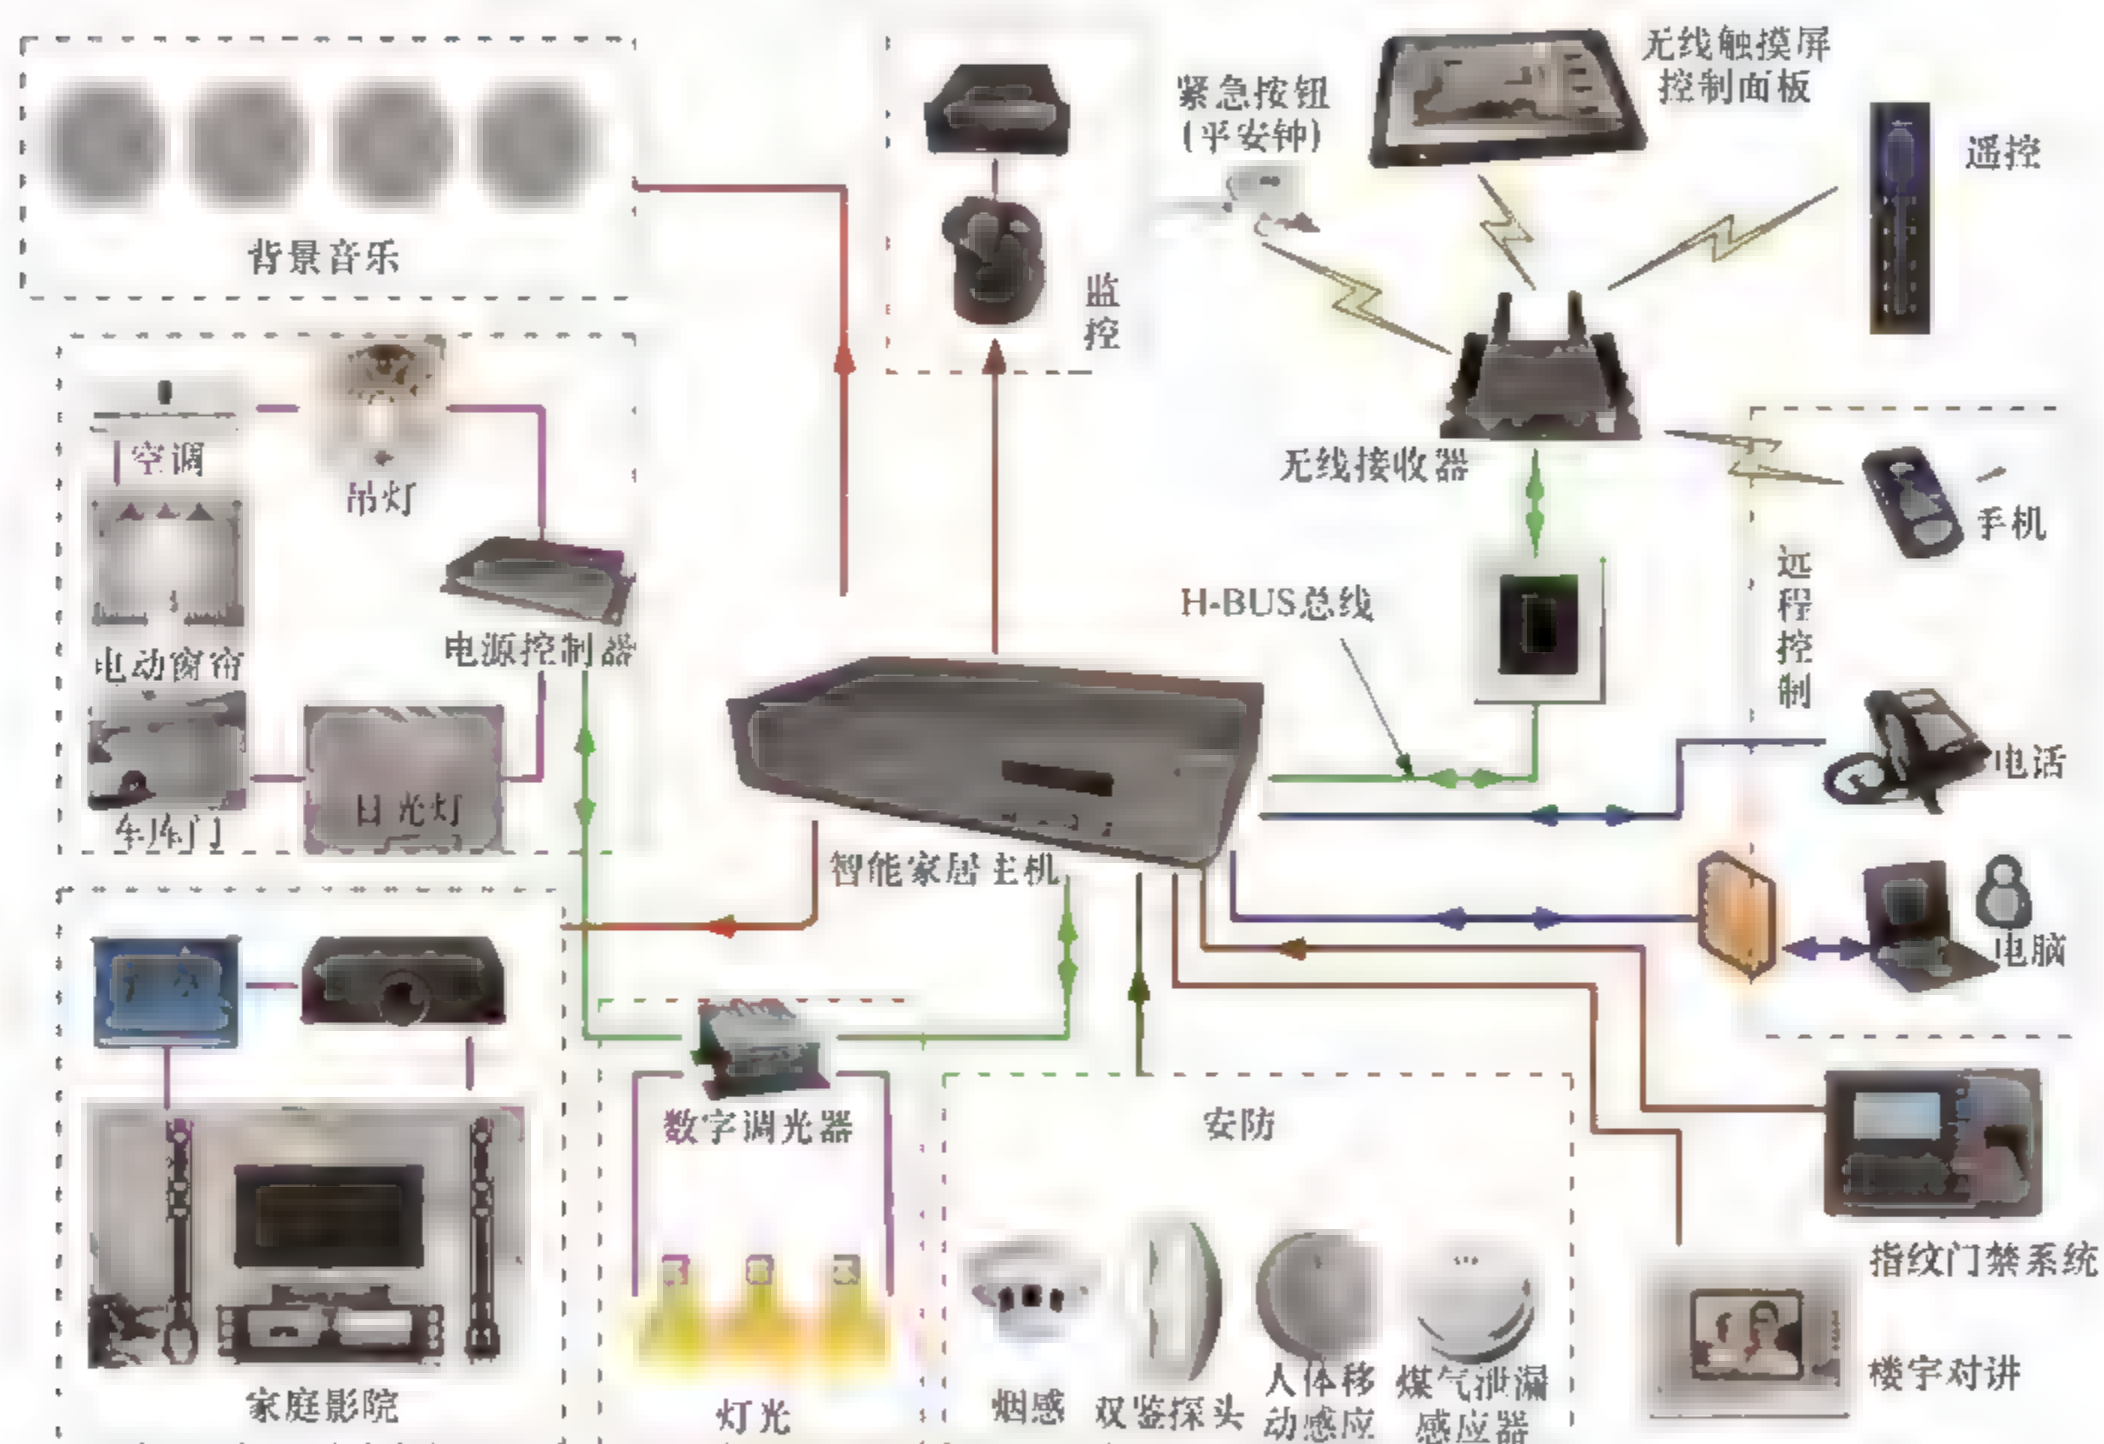 无线触摸屏
控制面板
紧急按钮
(平安钟)
遥控
背景音乐
监
控
空调
吊灯
无线接收器
手机
远
程
控
制
H-BUS总线
电动窗帘
电源控制器
电话
日光灯
车库门
智能家居主机
电脑
数字调光器
安防
指纹门禁系统
楼宇对讲
家庭影院
灯光
烟感
双鉴探头
人体移
动感应
煤气泄漏
感应器